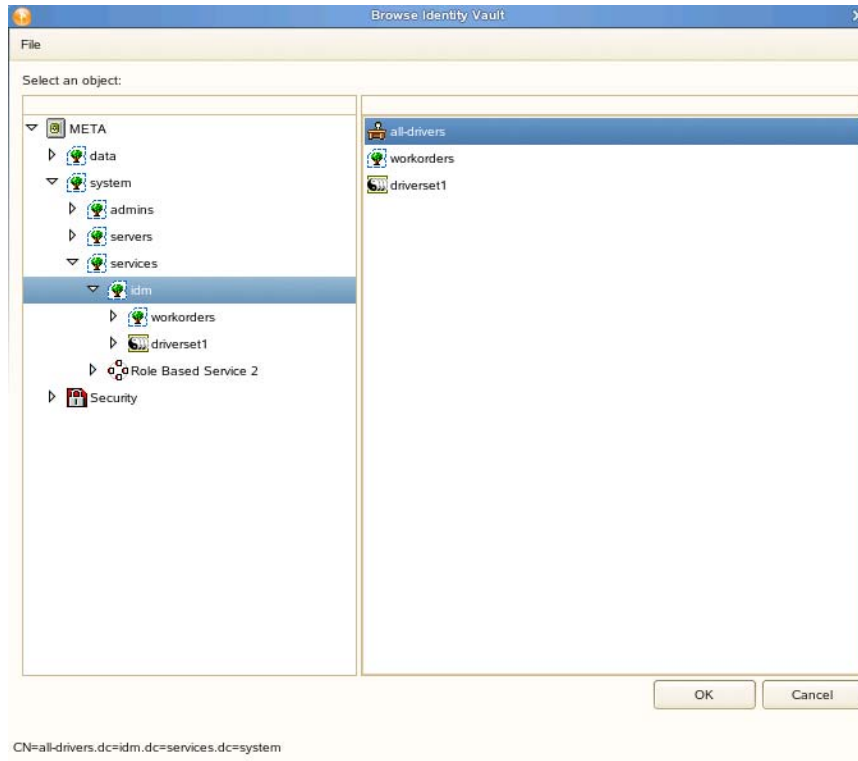 Browse Identity Vault
File
Select an object:
META
data
system
admins
servers
services
idm
workorders
driverset1
Role Based Service 2
Security
all-drivers
workorders
driverset1
OK
Cancel
CN=all-drivers.dc=idm.dc=services.dc=system